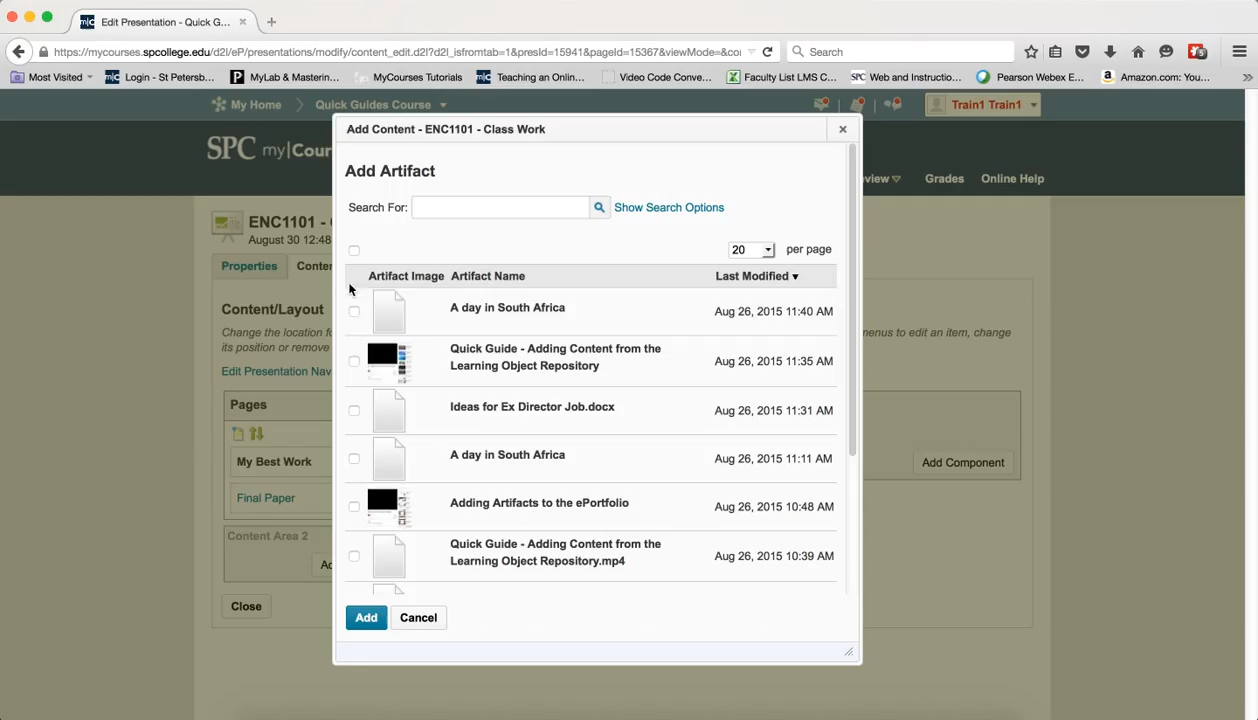 m|c Edit Presentation - Quick G...
https://mycourses.spcollege.edu/d2l/eP/presentations/modify/content_edit.d2l?d2l_isfromtab=1&presId=15941&pageId=15367&viewMode=&co
Search
5
Most Visited
m|c Login - St Petersb...
P MyLab & Mastering...
MyCourses Tutorials
m|c Teaching an Onlin...
Video Code Conve...
X Faculty List LMS C...
SPC Web and Instructio...
Pearson Webex E...
a Amazon.com: You...
My Home
Quick Guides Course
Train1 Train1
SPC my|Cour
view
Grades
Online Help
ENC1101 -
August 30 12:48
Properties
Conten
Content/Layout
Change the location fo
menus to edit an item, change
its position or remove
Edit Presentation Nav
Pages
My Best Work
Final Paper
Content Area 2
Ad
Close
Add Component
Add Content - ENC1101 - Class Work
Add Artifact
Search For:
Show Search Options
20 per page
Artifact Image Artifact Name Last Modified
A day in South Africa Aug 26, 2015 11:40 AM
Quick Guide - Adding Content from the
Learning Object Repository
Aug 26, 2015 11:35 AM
Ideas for Ex Director Job.docx Aug 26, 2015 11:31 AM
A day in South Africa Aug 26, 2015 11:11 AM
Adding Artifacts to the ePortfolio Aug 26, 2015 10:48 AM
Quick Guide - Adding Content from the
Learning Object Repository.mp4
Aug 26, 2015 10:39 AM
Add Cancel